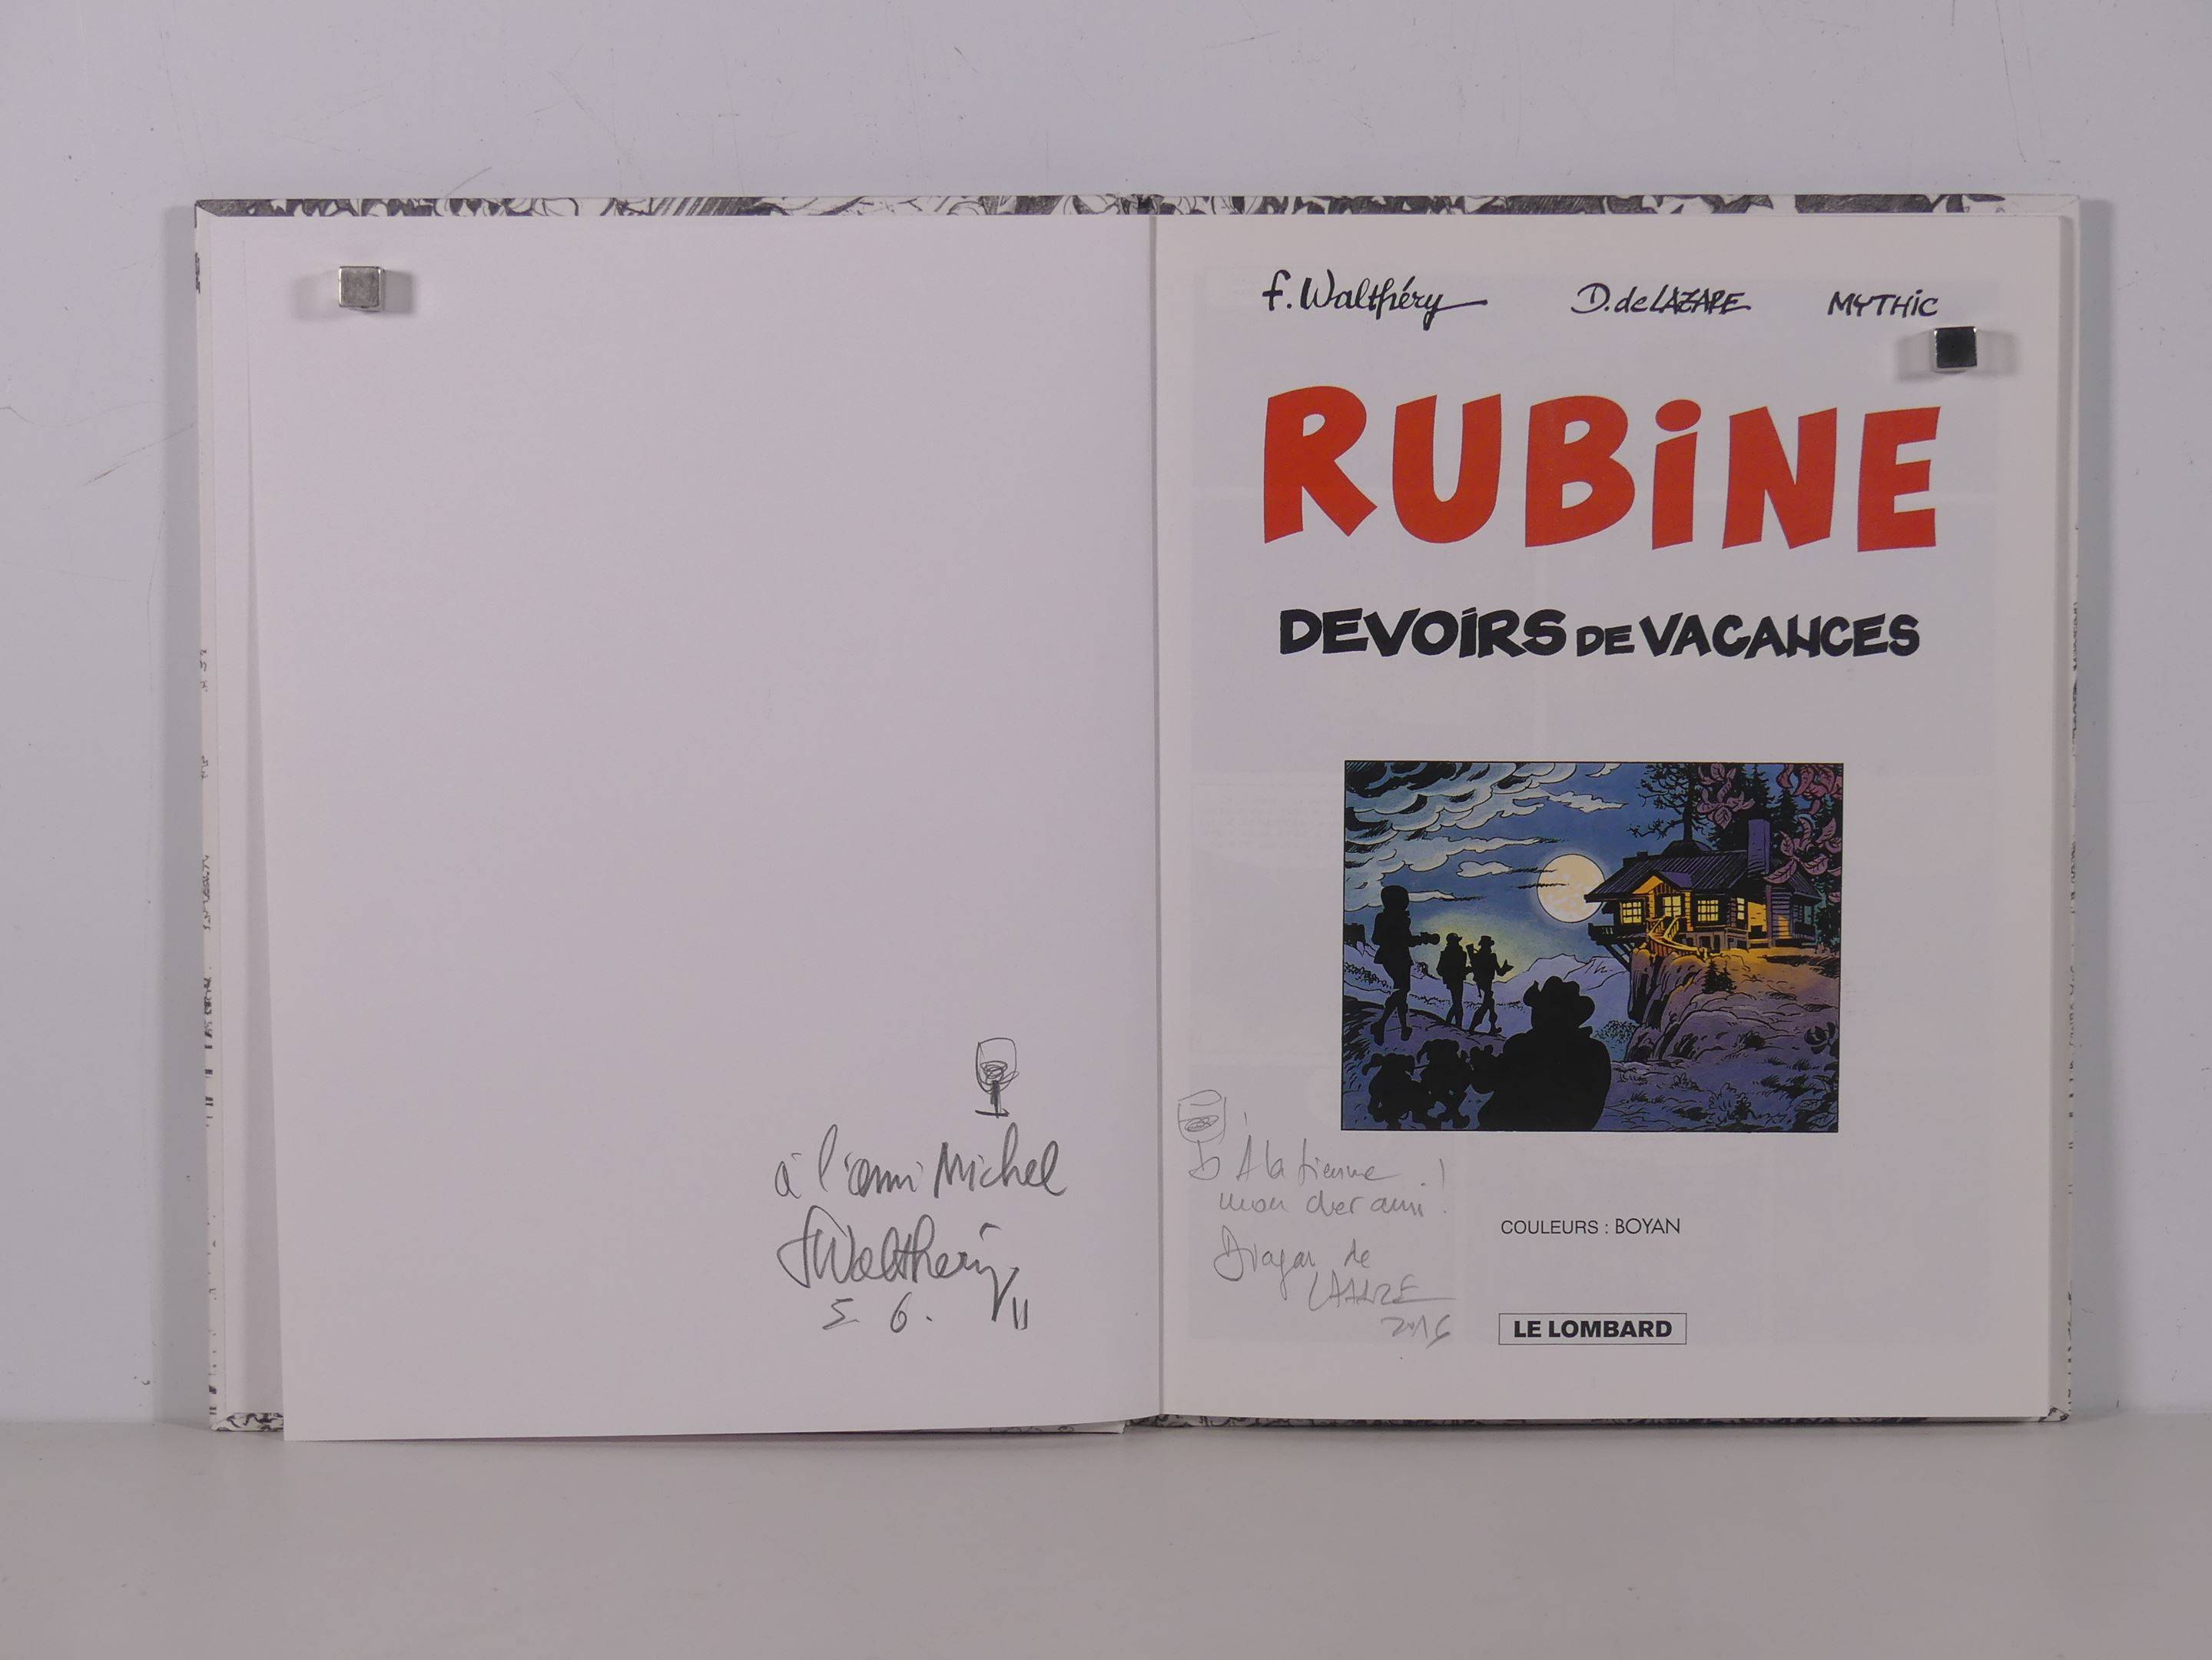 à l'ami Michel
FWalthéry
5. 6. 11
F. Walthéry D. de LAZARE MYTHIC
RUBINE
DEVOIRS DE VACANCES
A la tienne !
mon cher ami !
Dragan de
LAZARE
COULEURS : BOYAN
LE LOMBARD